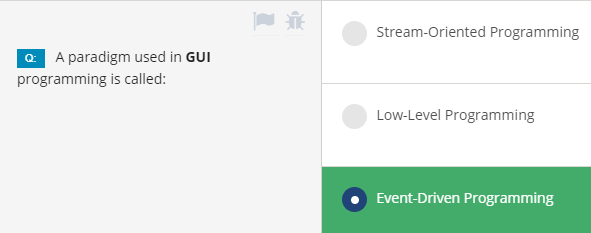 Q: A paradigm used in GUI
programming is called:
Stream-Oriented Programming
Low-Level Programming
Event-Driven Programming